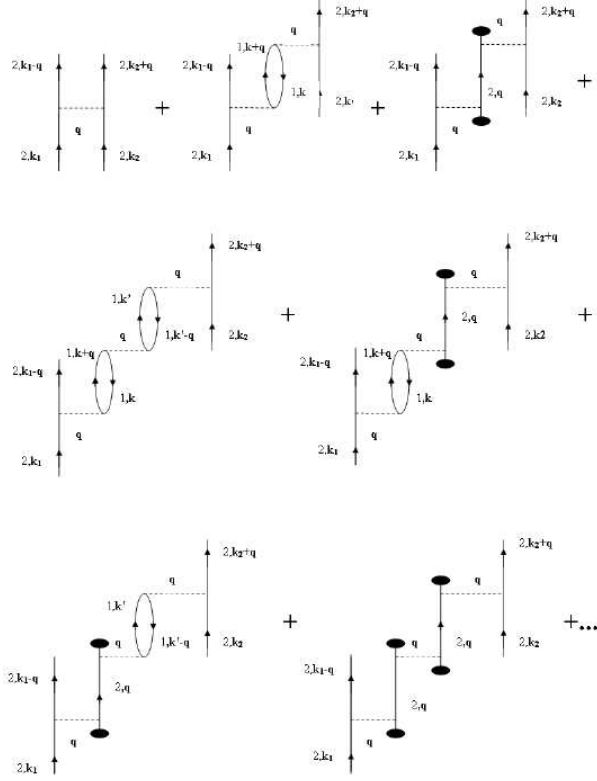 q 2,k₂+q
q 2,k₂+q
2,k₁-q 2,k₂+q 2,k₁-q 1,k+q 2,k₁-q
+ 1,k + 2,q +
2,k₂
q q q
2,k₁ 2,k₂ 2,k₁ 2,k₁
2,k₂+q 2,k₂+q
q q
1,k' + 2,q +
q 1,k'-q 2,k₂ q 2,k2
2,k₁-q 1,k+q 2,k₁-q 1,k+q
1,k 1,k
q q
2,k₁ 2,k₁
2,k₂+q 2,k₂+q
q q
1,k' + +...
q 1,k'-q 2,k₂ q 2,q 2,k₂
2,k₁-q 2,k₁-q
2,q 2,q
q q
2,k₁ 2,k₁